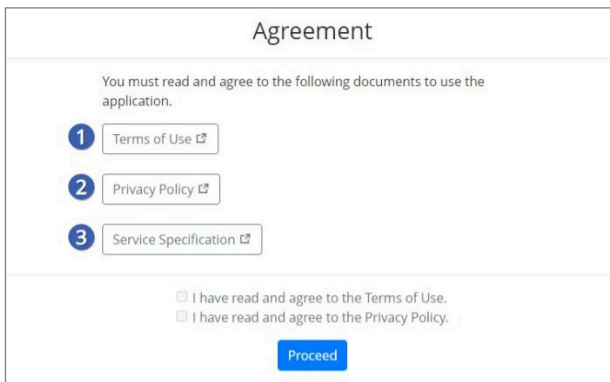 Agreement
You must read and agree to the following documents to use the
application.
1 Terms of Use
2 Privacy Policy
3 Service Specification
I have read and agree to the Terms of Use.
I have read and agree to the Privacy Policy.
Proceed